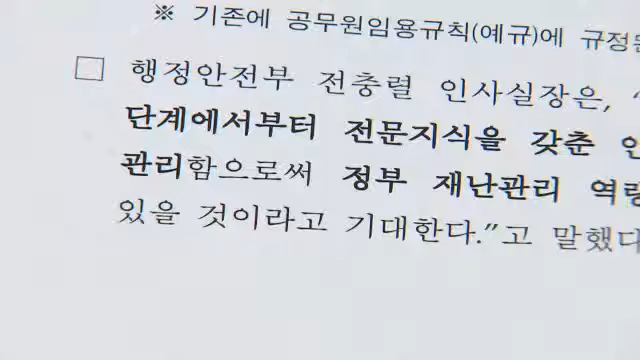 ※ 기존에 공무원임용규칙(예규)에 규정
□ 행정안전부 전충렬 인사실장은, “
단계에서부터 전문지식을 갖춘
관리함으로써 정부 재난관리 역량
있을 것이라고 기대한다.”고 말했다